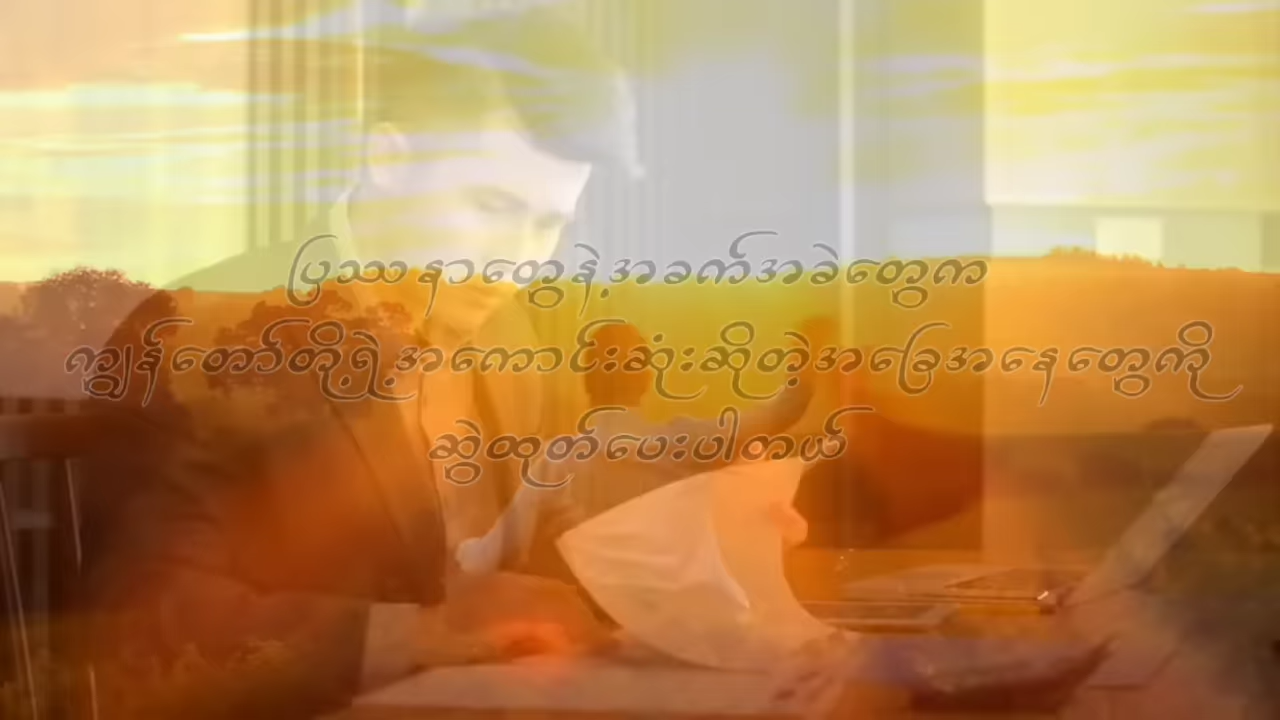 ပြဿနာတွေနဲ့အခက်အခဲတွေက
ကျွန်တော်တို့ရဲ့အကောင်းဆုံးဆိုတဲ့အခြေအနေတွေကို
ဆွဲထုတ်ပေးတယ်